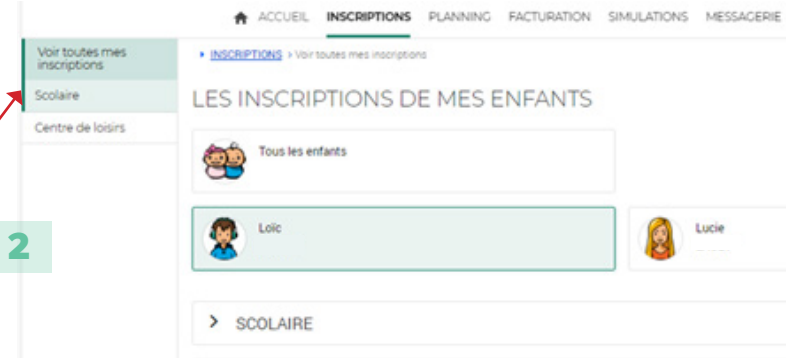 ACCUEIL INSCRIPTIONS PLANNING FACTURATION SIMULATIONS MESSAGERIE
Voir toutes mes
inscriptions
Scolaire
Centre de loisirs
INSCRIPTIONS > Voir toutes mes inscriptions
LES INSCRIPTIONS DE MES ENFANTS
Tous les enfants
Loïc
Lucie
2
SCOLAIRE